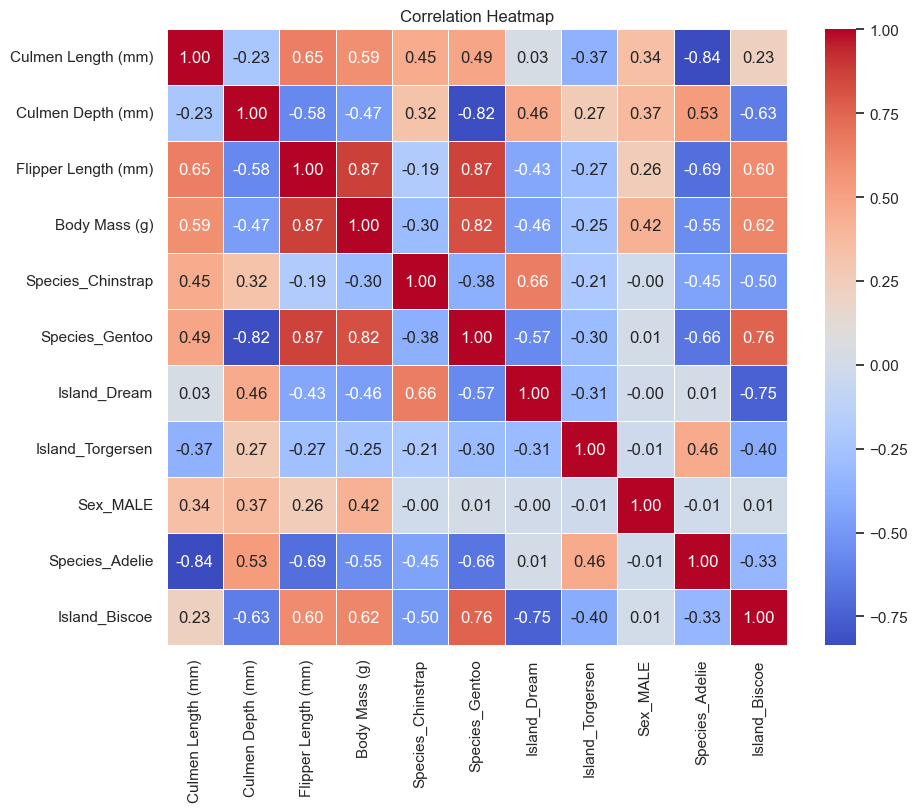 Correlation Heatmap
Culmen Length (mm) 1.00 -0.23 0.65 0.59 0.45 0.49 0.03 -0.37 0.34 -0.84 0.23
Culmen Depth (mm) -0.23 1.00 -0.58 -0.47 0.32 -0.82 0.46 0.27 0.37 0.53 -0.63
Flipper Length (mm) 0.65 -0.58 1.00 0.87 -0.19 0.87 -0.43 -0.27 0.26 -0.69 0.60
Body Mass (g) 0.59 -0.47 0.87 1.00 -0.30 0.82 -0.46 -0.25 0.42 -0.55 0.62
Species_Chinstrap 0.45 0.32 -0.19 -0.30 1.00 -0.38 0.66 -0.21 -0.00 -0.45 -0.50
Species_Gentoo 0.49 -0.82 0.87 0.82 -0.38 1.00 -0.57 -0.30 0.01 -0.66 0.76
Island_Dream 0.03 0.46 -0.43 -0.46 0.66 -0.57 1.00 -0.31 -0.00 0.01 -0.75
Island_Torgersen -0.37 0.27 -0.27 -0.25 -0.21 -0.30 -0.31 1.00 -0.01 0.46 -0.40
Sex_MALE 0.34 0.37 0.26 0.42 -0.00 0.01 -0.00 -0.01 1.00 -0.01 0.01
Species_Adelie -0.84 0.53 -0.69 -0.55 -0.45 -0.66 0.01 0.46 -0.01 1.00 -0.33
Island_Biscoe 0.23 -0.63 0.60 0.62 -0.50 0.76 -0.75 -0.40 0.01 -0.33 1.00
Culmen Length (mm)
Culmen Depth (mm)
Flipper Length (mm)
Body Mass (g)
Species_Chinstrap
Species_Gentoo
Island_Dream
Island_Torgersen
Sex_MALE
Species_Adelie
Island_Biscoe
1.00
0.75
0.50
0.25
0.00
−0.25
−0.50
−0.75